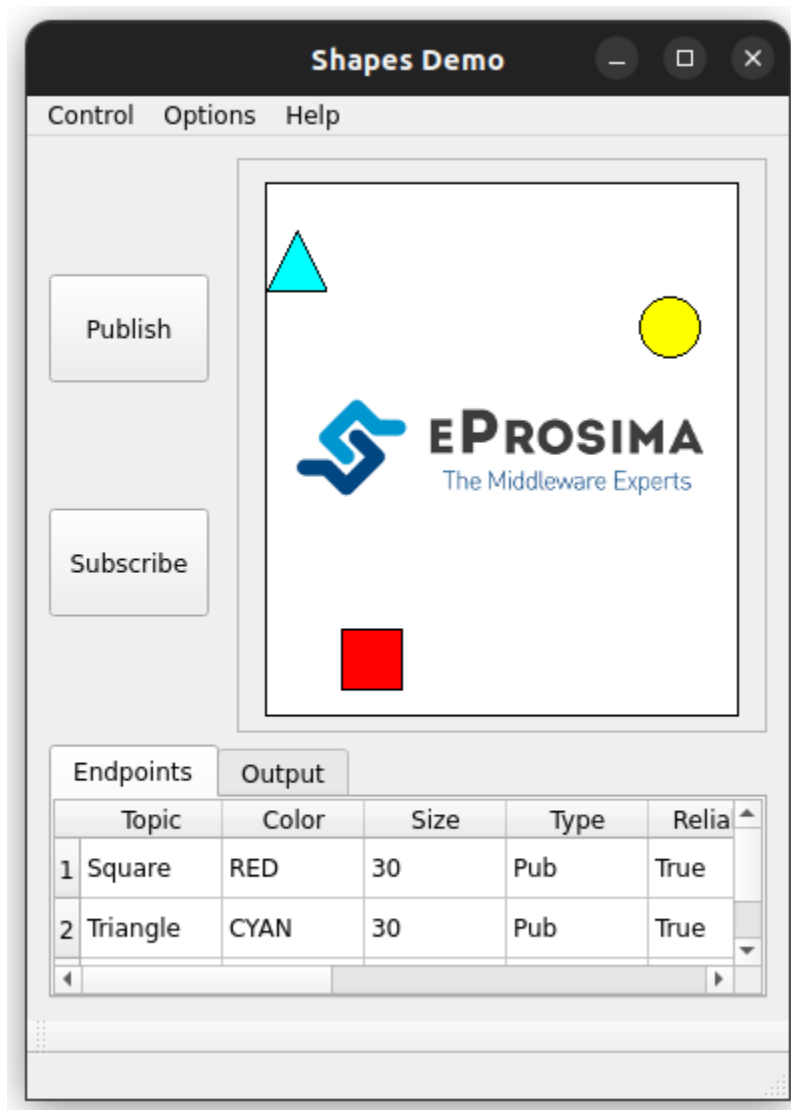 Shapes Demo
Control Options Help
Publish
EPROSIMA
The Middleware Experts
Subscribe
Endpoints Output
Topic Color Size Type Relia
1 Square RED 30 Pub True
2 Triangle CYAN 30 Pub True